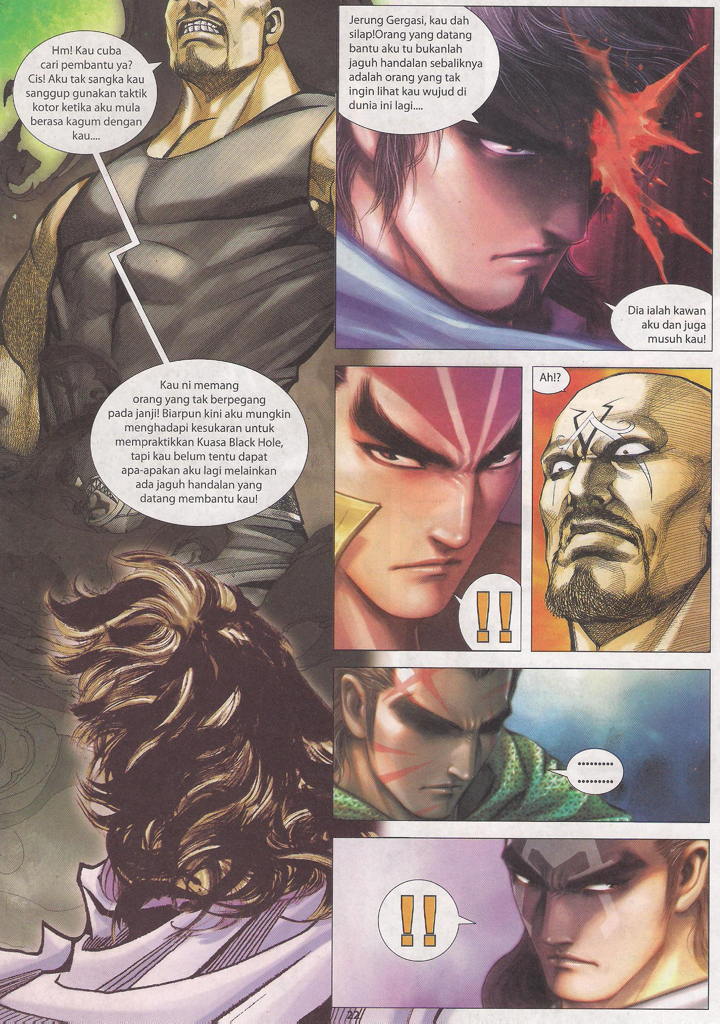 Hm! Kau cuba
cari pembantu ya?
Cis! Aku tak sangka kau
sanggup gunakan taktik
kotor ketika aku mula
berasa kagum dengan
kau....
Kau ni memang
orang yang tak berpegang
pada janji! Biarpun kini aku mungkin
menghadapi kesukaran untuk
mempraktikkan Kuasa Black Hole,
tapi kau belum tentu dapat
apa-apakan aku lagi melainkan
ada jaguh handalan yang
datang membantu kau!
Jerung Gergasi, kau dah
silap!Orang yang datang
bantu aku tu bukanlah
jaguh handalan sebaliknya
adalah orang yang tak
ingin lihat kau wujud di
dunia ini lagi....
Dia ialah kawan
aku dan juga
musuh kau!
!!
Ah!?
.........
.........
!!
22